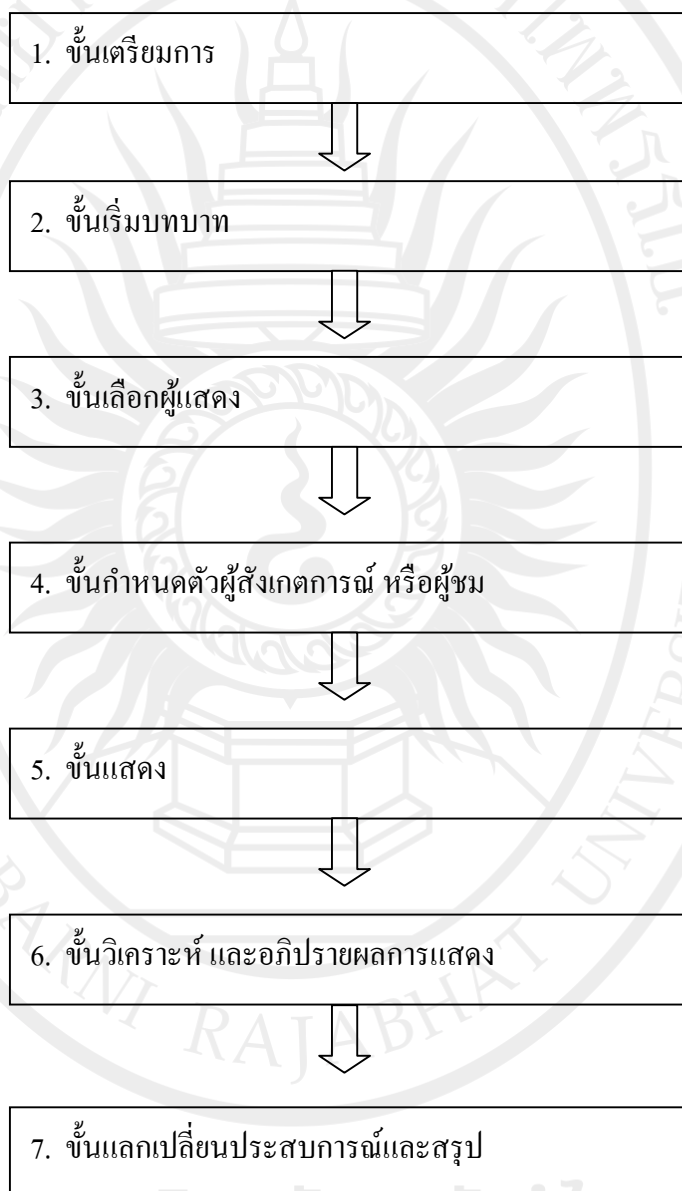 1. ขั้นเตรียมการ
2. ขั้นเริ่มบทบาท
3. ขั้นเลือกผู้แสดง
4. ขั้นกำหนดตัวผู้สังเกตการณ์ หรือผู้ชม
5. ขั้นแสดง
6. ขั้นวิเคราะห์ และอภิปรายผลการแสดง
7. ขั้นแลกเปลี่ยนประสบการณ์และสรุป
RAJABHAT